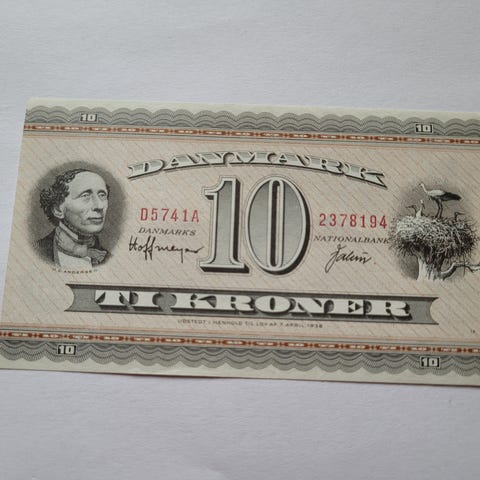 10 10
DANMARK
10
D5741A 2378194
DANMARKS NATIONALBANK
Hoffmeyer
H.C. ANDERSEN
TI KRONER
UDSTEDT I HENHOLD TIL LOV AF 7. APRIL 1936
10 10